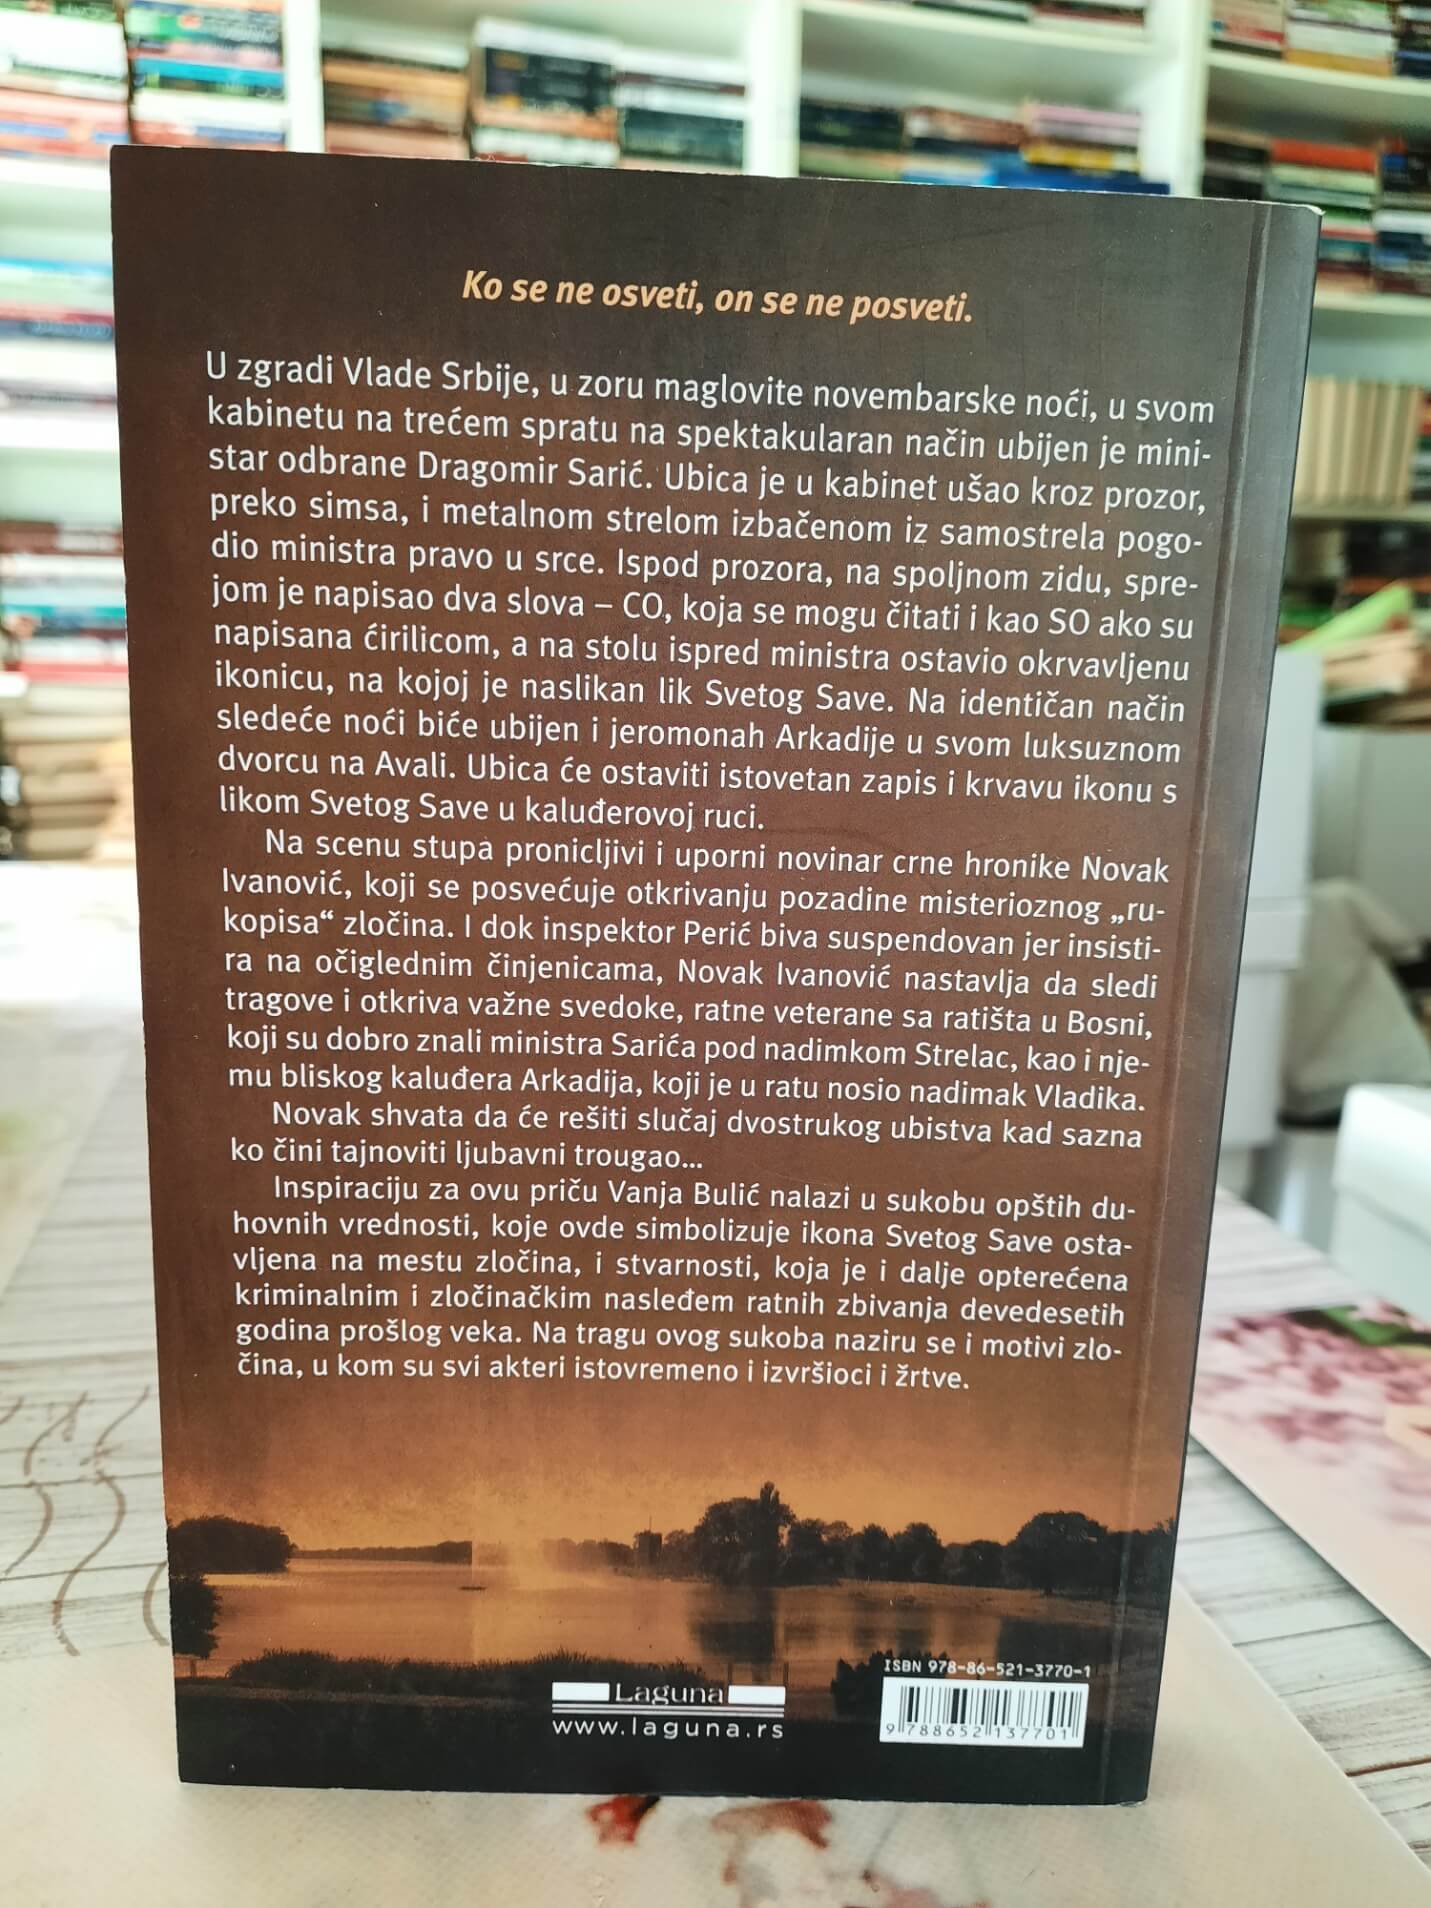 Ko se ne osveti, on se ne posveti.
U zgradi Vlade Srbije, u zoru maglovite novembarske noći, u svom
kabinetu na trećem spratu na spektakularan način ubijen je mini-
star odbrane Dragomir Sarić. Ubica je u kabinet ušao kroz prozor,
preko simsa, i metalnom strelom izbačenom iz samostrela pogo-
dio ministra pravo u srce. Ispod prozora, na spoljnom zidu, spre-
jom je napisao dva slova – CO, koja se mogu čitati i kao SO ako su
napisana ćirilicom, a na stolu ispred ministra ostavio okrvavljenu
ikonicu, na kojoj je naslikan lik Svetog Save. Na identičan način
sledeće noći biće ubijen i jeromonah Arkadije u svom luksuznom
dvorcu na Avali. Ubica će ostaviti istovetan zapis i krvavu ikonu s
likom Svetog Save u kaluđerovoj ruci.
Na scenu stupa pronicljivi i uporni novinar crne hronike Novak
Ivanović, koji se posvećuje otkrivanju pozadine misterioznog „ru-
kopisa“ zločina. I dok inspektor Perić biva suspendovan jer insisti-
ra na očiglednim činjenicama, Novak Ivanović nastavlja da sledi
tragove i otkriva važne svedoke, ratne veterane sa ratišta u Bosni,
koji su dobro znali ministra Sarića pod nadimkom Strelac, kao i nje-
mu bliskog kaluđera Arkadija, koji je u ratu nosio nadimak Vladika.
Novak shvata da će rešiti slučaj dvostrukog ubistva kad sazna
ko čini tajnoviti ljubavni trougao...
Inspiraciju za ovu priču Vanja Bulić nalazi u sukobu opštih du-
hovnih vrednosti, koje ovde simbolizuje ikona Svetog Save osta-
vljena na mestu zločina, i stvarnosti, koja je i dalje opterećena
kriminalnim i zločinačkim nasleđem ratnih zbivanja devedesetih
godina prošlog veka. Na tragu ovog sukoba naziru se i motivi zlo-
čina, u kom su svi akteri istovremeno i izvršioci i žrtve.
ISBN 978-86-521-3770-1
Laguna
www.laguna.rs
9 788652 137701